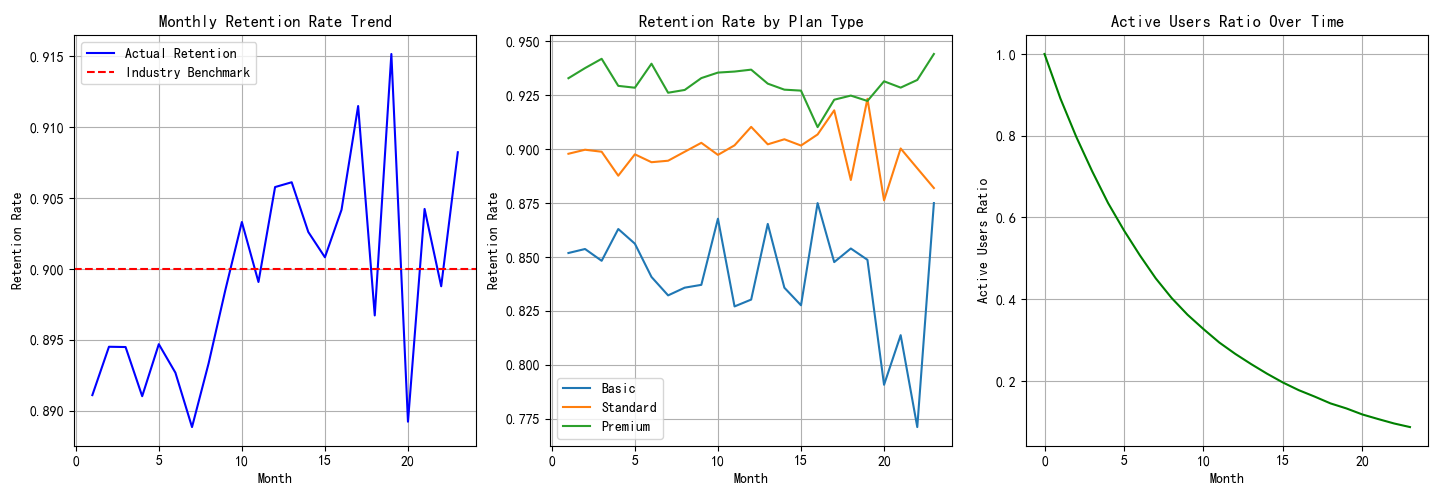 Monthly Retention Rate Trend
Retention Rate
0.915
0.910
0.905
0.900
0.895
0.890
Actual Retention
Industry Benchmark
0
5
10
15
20
Month
Retention Rate by Plan Type
Retention Rate
0.950
0.925
0.900
0.875
0.850
0.825
0.800
0.775
Basic
Standard
Premium
0
5
10
15
20
Month
Active Users Ratio Over Time
Active Users Ratio
1.0
0.8
0.6
0.4
0.2
0
5
10
15
20
Month